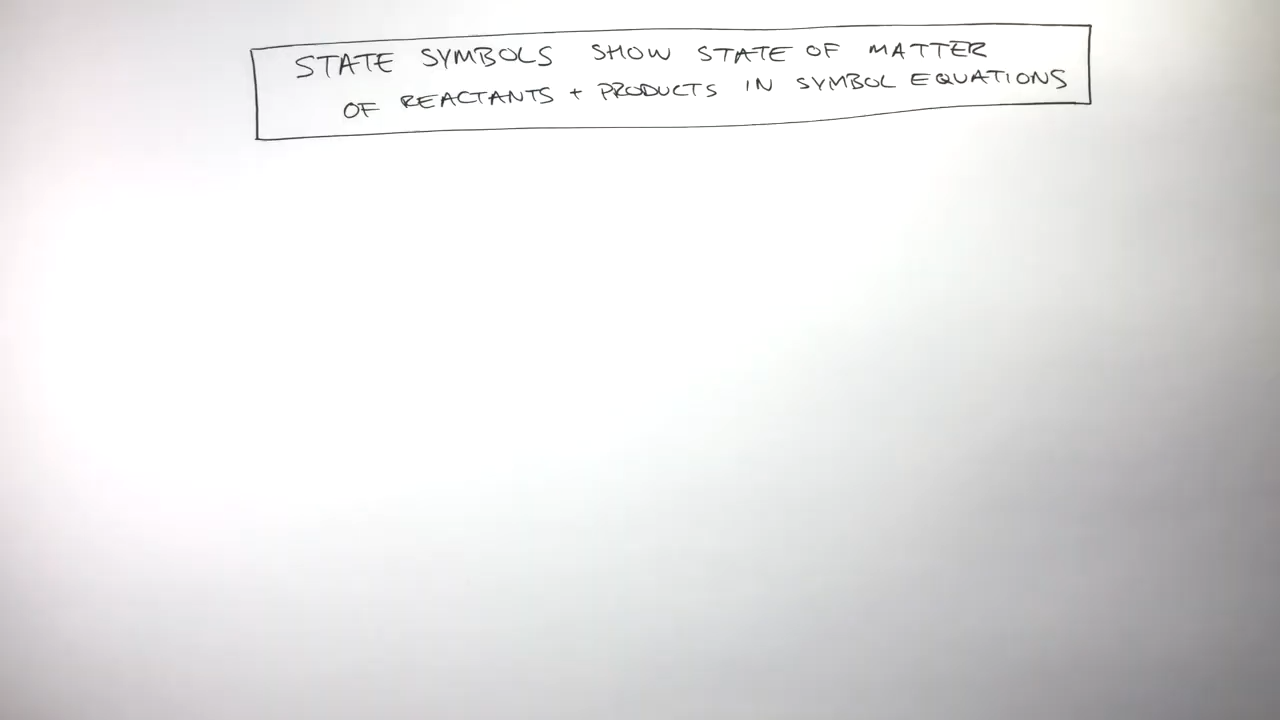 STATE SYMBOLS SHOW STATE OF MATTER
OF REACTANTS + PRODUCTS IN SYMBOL EQUATIONS